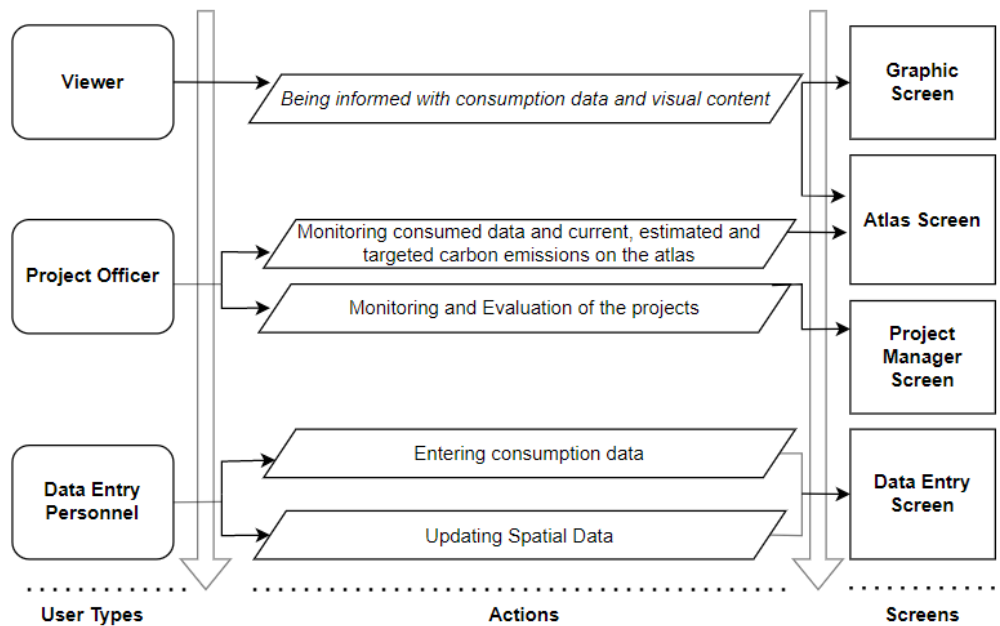 Viewer
Being informed with consumption data and visual content
Graphic
Screen
Atlas Screen
Project Officer
Monitoring consumed data and current, estimated and
targeted carbon emissions on the atlas
Monitoring and Evaluation of the projects
Project
Manager
Screen
Data Entry
Personnel
Entering consumption data
Updating Spatial Data
Data Entry
Screen
User Types
Actions
Screens